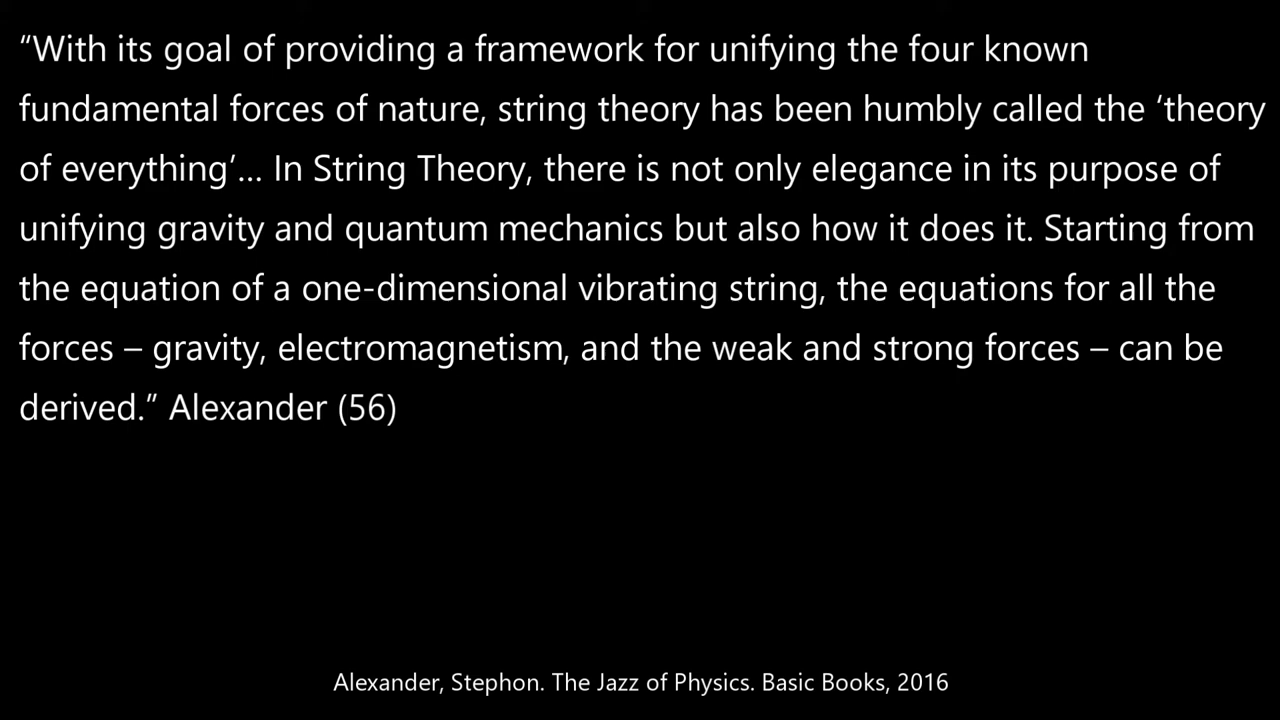 “With its goal of providing a framework for unifying the four known
fundamental forces of nature, string theory has been humbly called the ‘theory
of everything’... In String Theory, there is not only elegance in its purpose of
unifying gravity and quantum mechanics but also how it does it. Starting from
the equation of a one-dimensional vibrating string, the equations for all the
forces – gravity, electromagnetism, and the weak and strong forces – can be
derived.” Alexander (56)
Alexander, Stephon. The Jazz of Physics. Basic Books, 2016